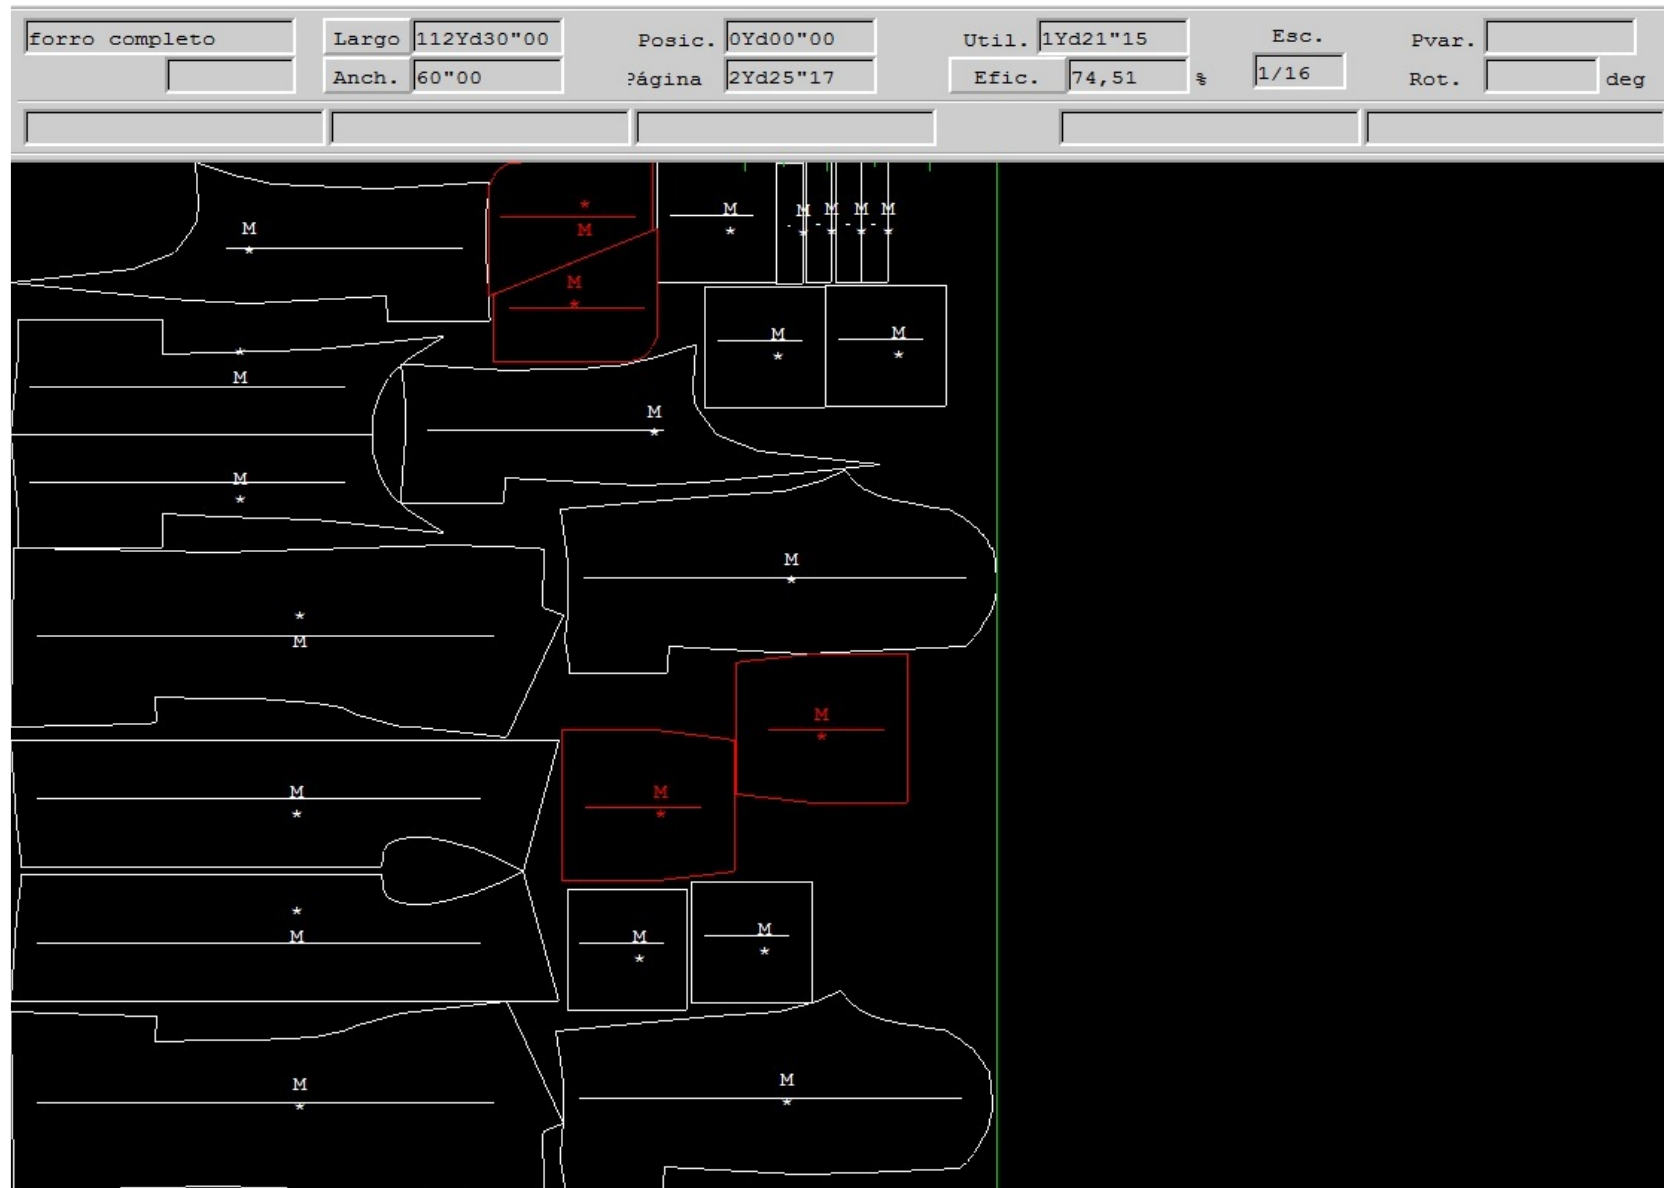 forro completo Largo 112Yd30"00 Posic. 0Yd00"00 Util. 1Yd21"15 Esc. Pvar.
Anch. 60"00 Página 2Yd25"17 Efic. 74,51 % 1/16 Rot. deg
M M M M M M
* * * * * *
M
*
M
*
M M
* *
*
M
M
*
M
*
M
*
*
M
M
*
M
*
M
*
*
M
M
*
M
*
M
*
M
*